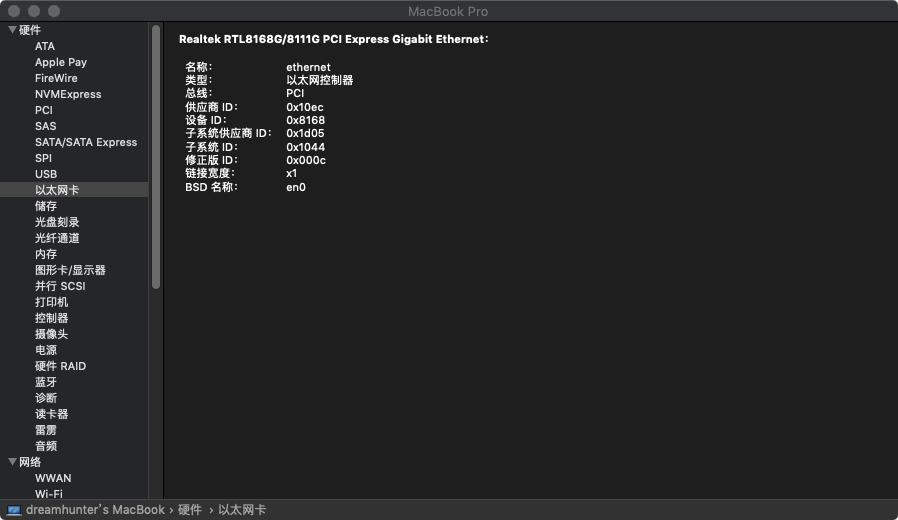 MacBook Pro
硬件
ATA
Apple Pay
FireWire
NVMExpress
PCI
SAS
SATA/SATA Express
SPI
USB
以太网卡
储存
光盘刻录
光纤通道
内存
图形卡/显示器
并行 SCSI
打印机
控制器
摄像头
电源
硬件 RAID
蓝牙
诊断
读卡器
雷雳
音频
网络
WWAN
Wi-Fi
Realtek RTL8168G/8111G PCI Express Gigabit Ethernet：
名称： ethernet
类型： 以太网控制器
总线： PCI
供应商 ID： 0x10ec
设备 ID： 0x8168
子系统供应商 ID： 0x1d05
子系统 ID： 0x1044
修正版 ID： 0x000c
链接宽度： x1
BSD 名称： en0
dreamhunter's MacBook › 硬件 › 以太网卡